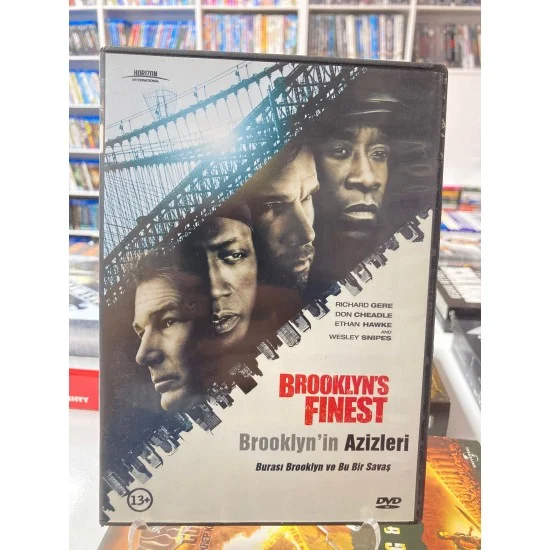 HORIZON
INTERNATIONAL
RICHARD GERE
DON CHEADLE
ETHAN HAWKE
AND
WESLEY SNIPES
BROOKLYN'S
FINEST
Brooklyn'in Azizleri
Burası Brooklyn ve Bu Bir Savaş
13+
DVD